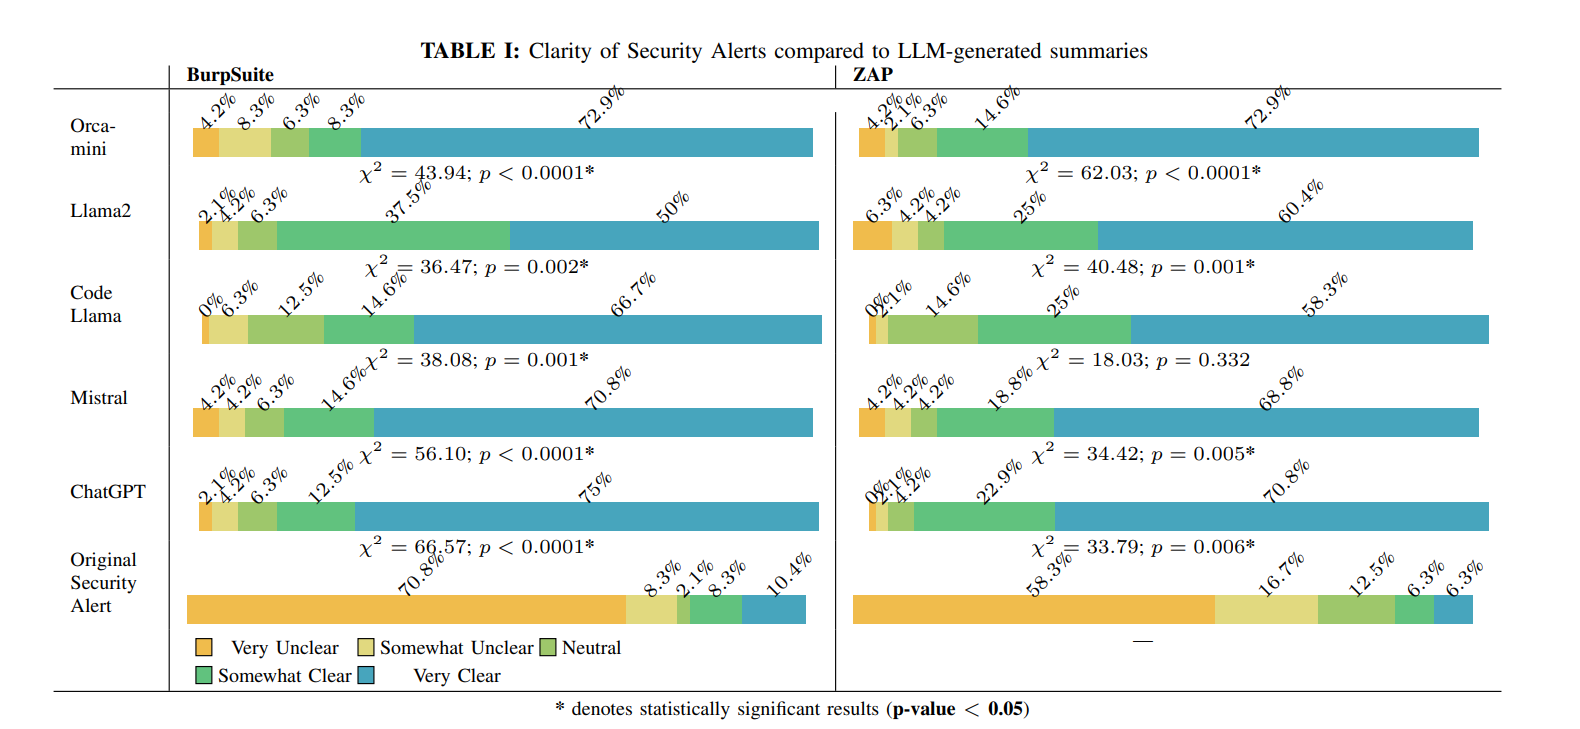 TABLE I: Clarity of Security Alerts compared to LLM-generated summaries
BurpSuite ZAP
Orca-mini
4.2% 8.3% 6.3% 8.3% 72.9%
χ² = 43.94; p < 0.0001*
4.2% 2.1% 6.3% 14.6% 72.9%
χ² = 62.03; p < 0.0001*
Llama2
2.1% 4.2% 6.3% 37.5% 50%
χ² = 36.47; p = 0.002*
6.3% 4.2% 4.2% 25% 60.4%
χ² = 40.48; p = 0.001*
Code
Llama
0% 6.3% 12.5% 14.6% 66.7%
χ² = 38.08; p = 0.001*
0% 2.1% 14.6% 25% 58.3%
χ² = 18.03; p = 0.332
Mistral
4.2% 4.2% 6.3% 14.6% 70.8%
χ² = 56.10; p < 0.0001*
4.2% 4.2% 4.2% 18.8% 68.8%
χ² = 34.42; p = 0.005*
ChatGPT
2.1% 4.2% 6.3% 12.5% 75%
χ² = 66.57; p < 0.0001*
0% 2.1% 4.2% 22.9% 70.8%
χ² = 33.79; p = 0.006*
Original
Security
Alert
70.8% 8.3% 2.1% 8.3% 10.4%
58.3% 16.7% 12.5% 6.3% 6.3%
Very Unclear Somewhat Unclear Neutral
Somewhat Clear Very Clear
—
* denotes statistically significant results (p-value < 0.05)